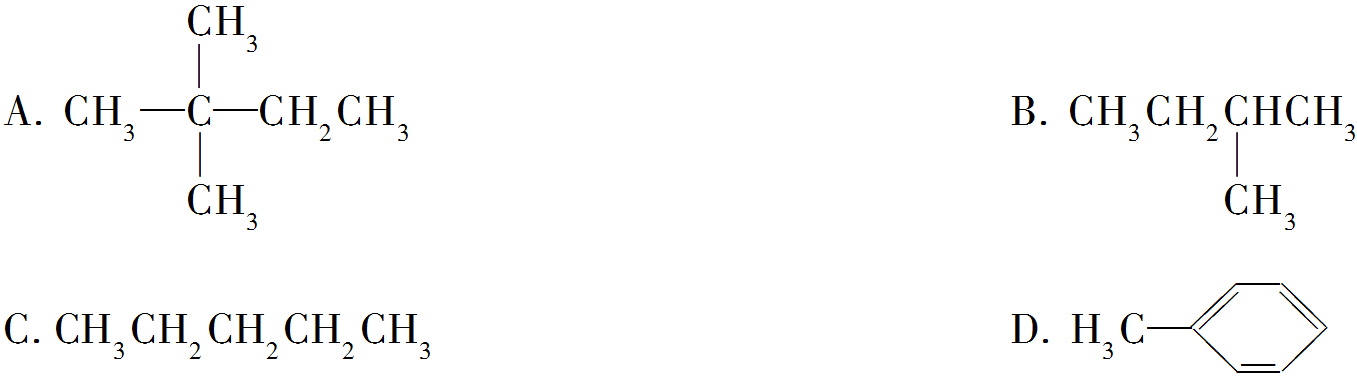 CH₃
A. CH₃—C—CH₂CH₃
CH₃
B. CH₃CH₂CHCH₃
CH₃
C. CH₃CH₂CH₂CH₂CH₃
D. H₃C—